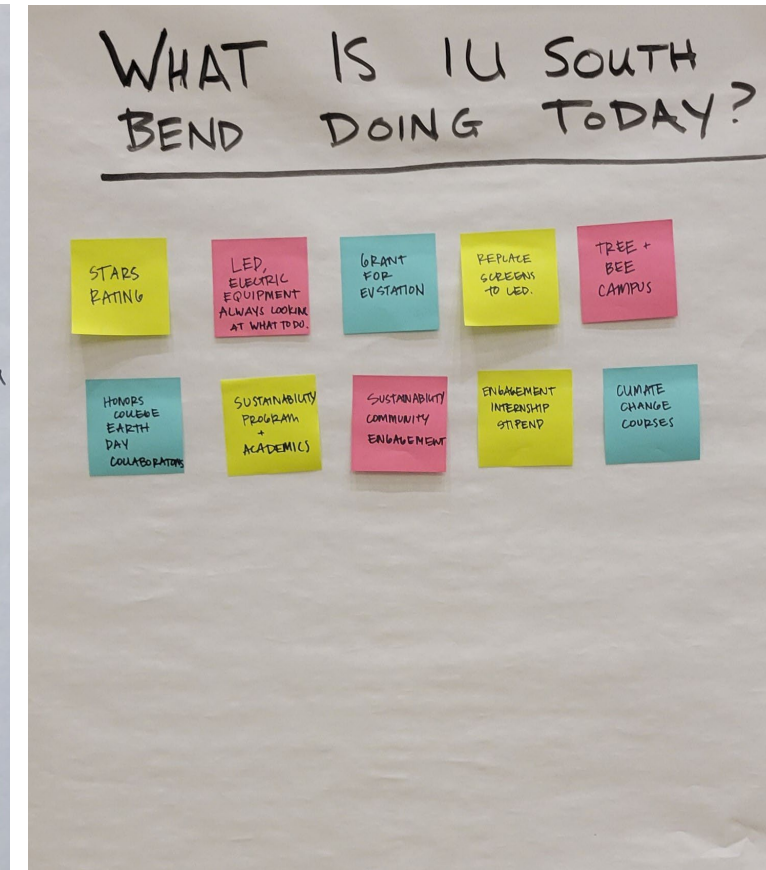 WHAT IS IU SOUTH
BEND DOING TODAY?
STARS
RATING
LED,
ELECTRIC
EQUIPMENT
ALWAYS LOOKING
AT WHAT TO DO.
GRANT
FOR
EV STATION
REPLACE
SCREENS
TO LED.
TREE +
BEE
CAMPUS
HONORS
COLLEGE
EARTH
DAY
COLLABORATORS
SUSTAINABILITY
PROGRAM
+
ACADEMICS
SUSTAINABILITY
COMMUNITY
ENGAGEMENT
ENGAGEMENT
INTERNSHIP
STIPEND
CLIMATE
CHANGE
COURSES